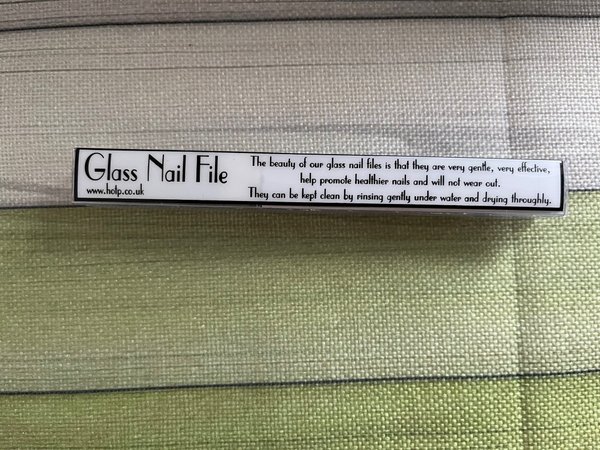 Glass Nail File
www.holp.co.uk
The beauty of our glass nail files is that they are very gentle, very effective,
help promote healthier nails and will not wear out.
They can be kept clean by rinsing gently under water and drying throughly.